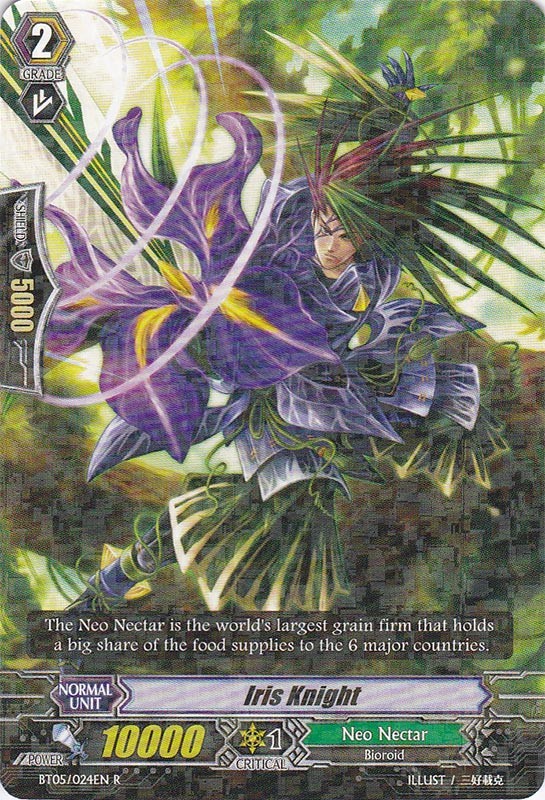 2
GRADE
SHIELD
5000
The Neo Nectar is the world's largest grain firm that holds
a big share of the food supplies to the 6 major countries.
NORMAL
UNIT
Iris Knight
POWER
10000
1
CRITICAL
Neo Nectar
Bioroid
BT05/024EN R
ILLUST / 三好載克